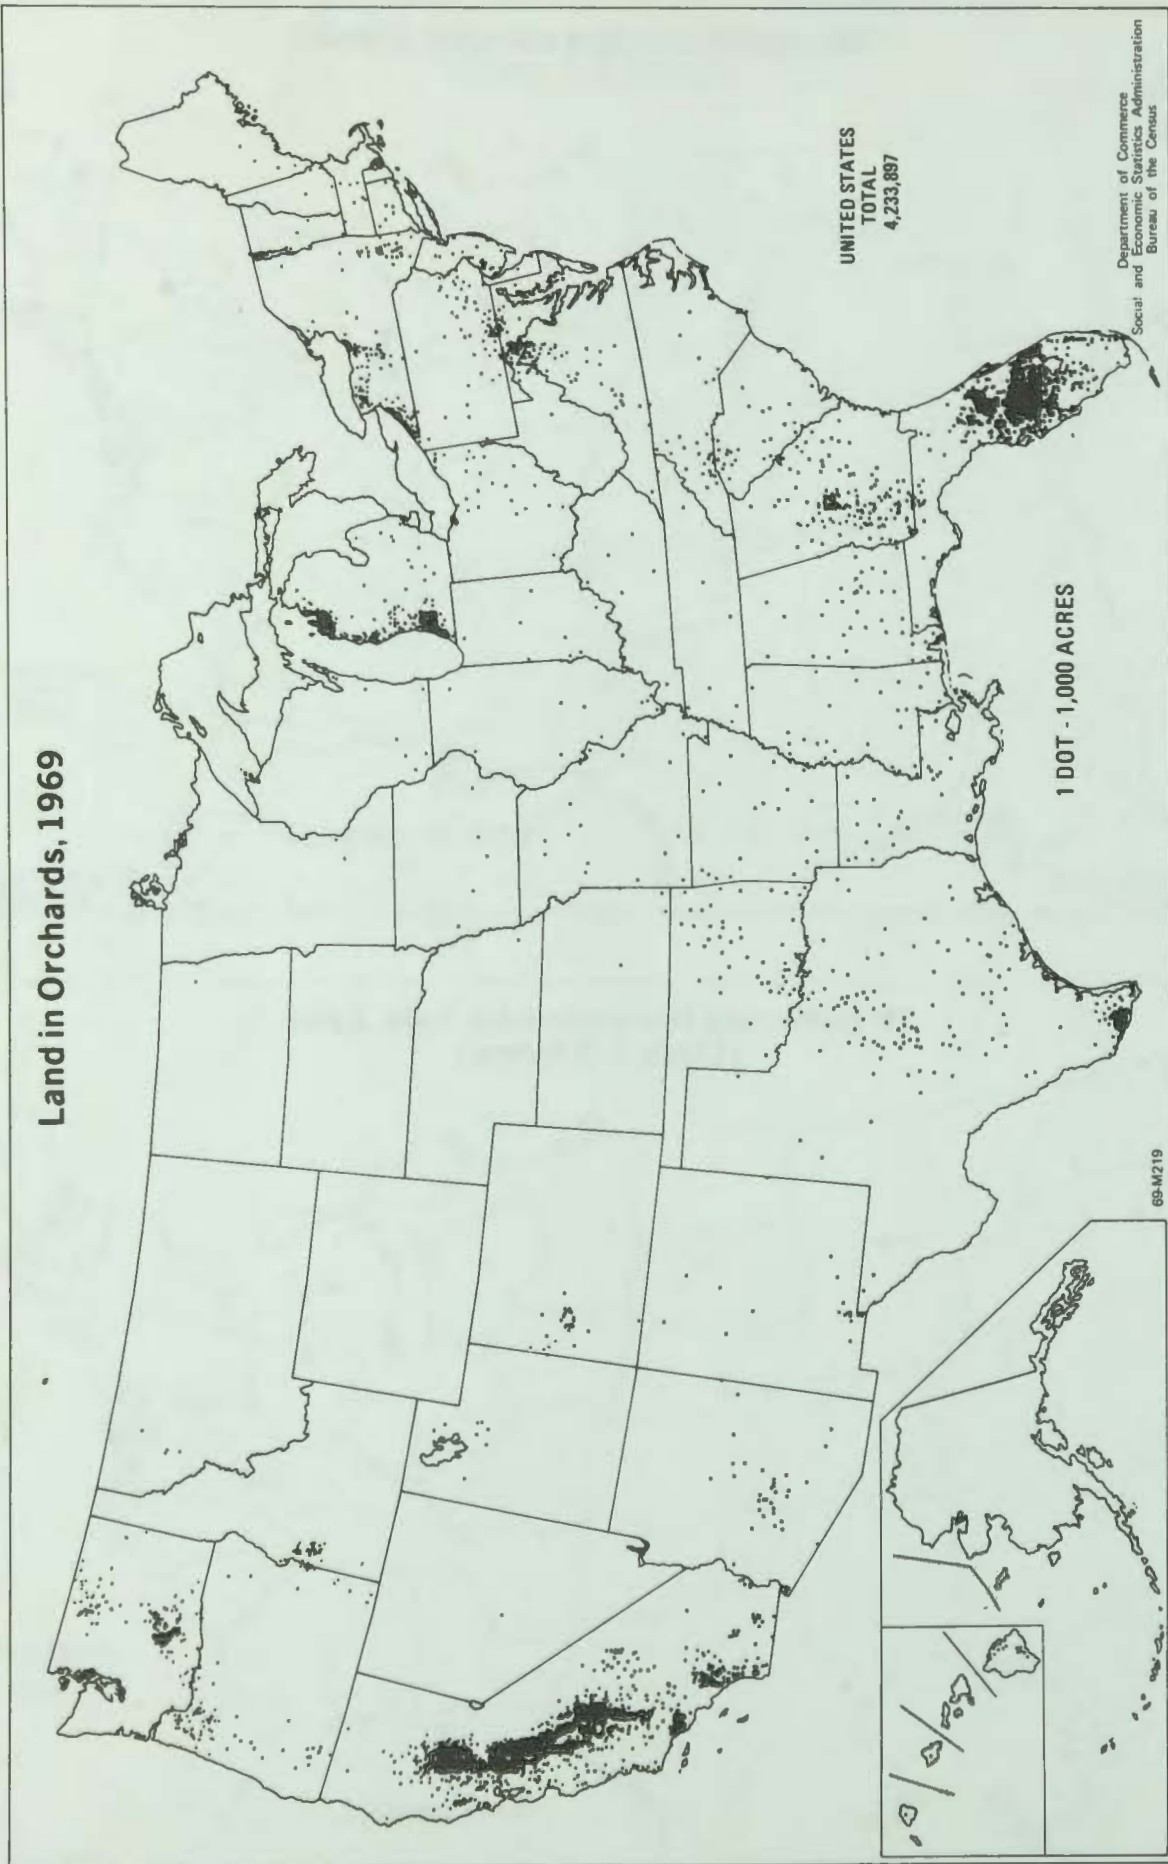 Land in Orchards, 1969
UNITED STATES
TOTAL
4,233,897
1 DOT - 1,000 ACRES
69-M219
Department of Commerce
Social and Economic Statistics Administration
Bureau of the Census